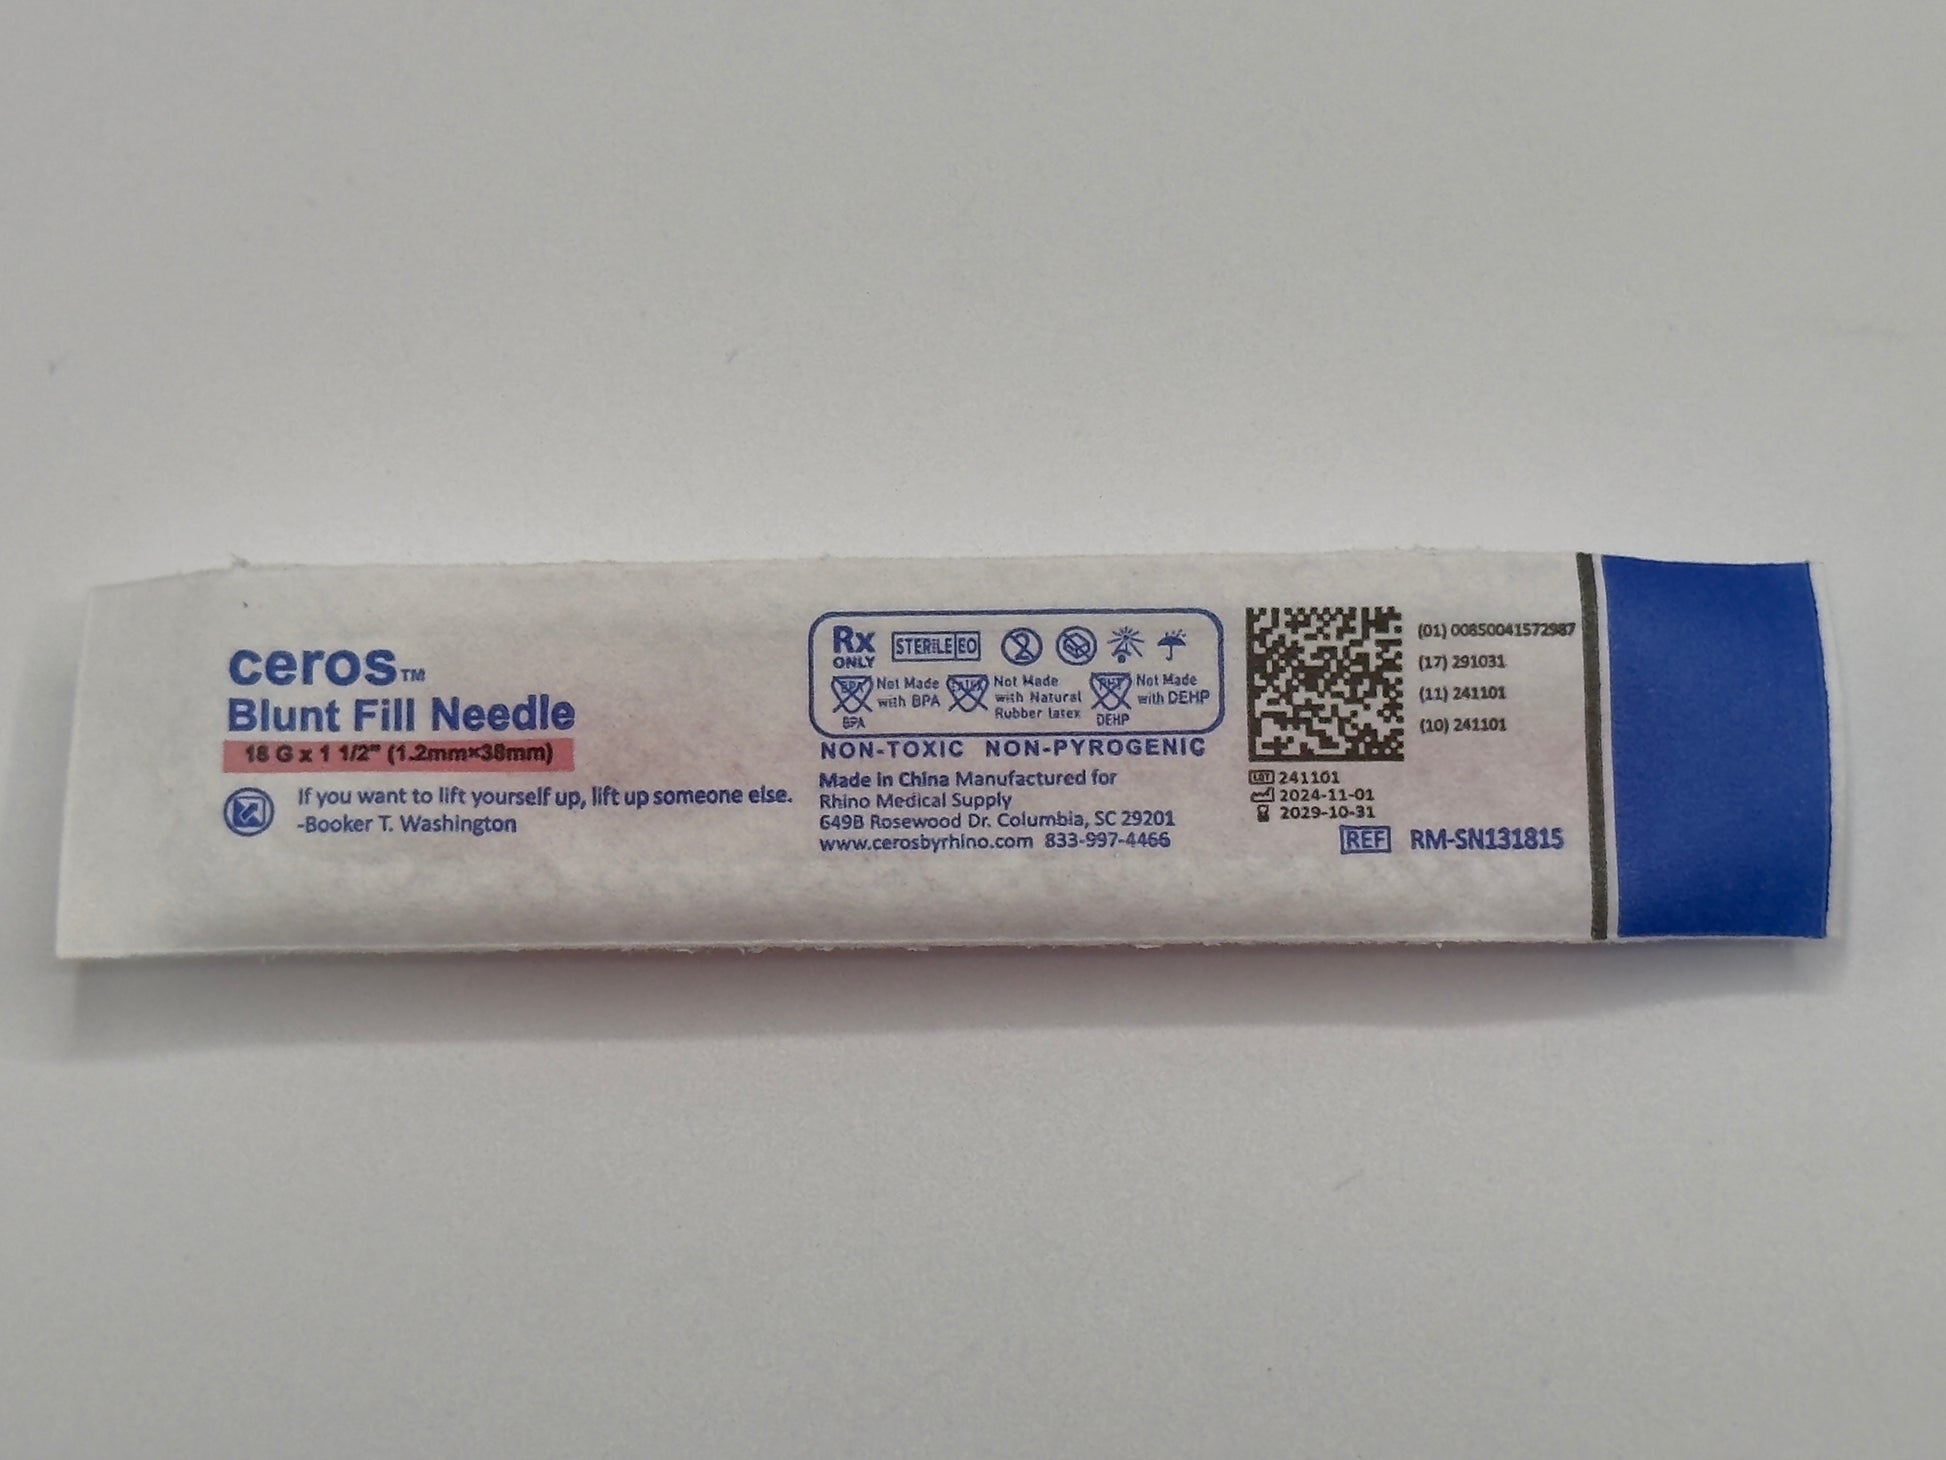 ceros™
Blunt Fill Needle
18 G x 1 1/2" (1.2mm×38mm)
If you want to lift yourself up, lift up someone else.
-Booker T. Washington
Rx
ONLY
STERILE EO
2
BPA
Not Made
with BPA
Not Made
with Natural
Rubber latex
DEHP
Not Made
with DEHP
NON-TOXIC NON-PYROGENIC
Made in China Manufactured for
Rhino Medical Supply
649B Rosewood Dr. Columbia, SC 29201
www.cerosbyrhino.com 833-997-4466
(01) 00850041572987
(17) 291031
(11) 241101
(10) 241101
LOT 241101
2024-11-01
2029-10-31
REF RM-SN131815